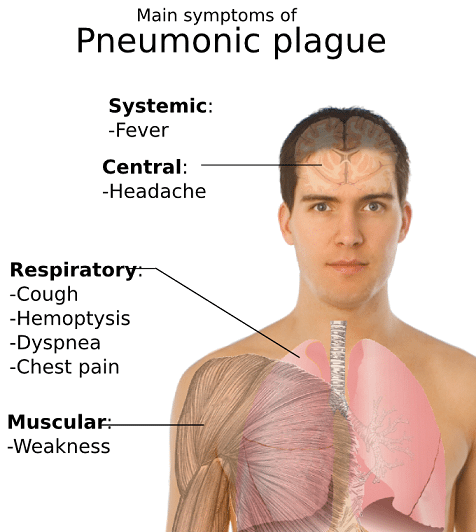 Main symptoms of
Pneumonic plague
Systemic:
-Fever
Central:
-Headache
Respiratory:
-Cough
-Hemoptysis
-Dyspnea
-Chest pain
Muscular:
-Weakness